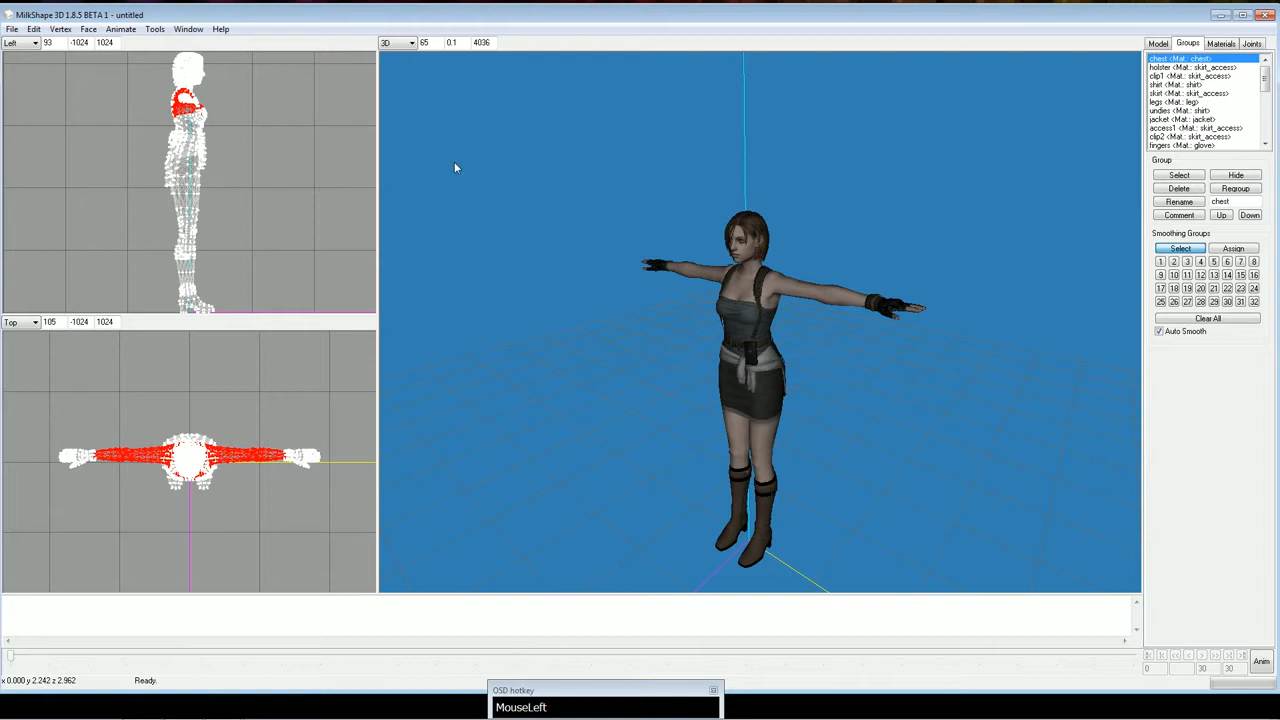 MilkShape 3D 1.8.5 BETA 1 - untitled
File Edit Vertex Face Animate Tools Window Help
Left 93 -1024 1024
3D 65 0.1 4036
Model Groups Materials Joints
chest <Mat.: chest>
holster <Mat.: skirt_access>
clip1 <Mat.: skirt_access>
shirt <Mat.: shirt>
skirt <Mat.: skirt_access>
legs <Mat.: leg>
undies <Mat.: shirt>
jacket <Mat.: jacket>
access1 <Mat.: skirt_access>
clip2 <Mat.: skirt_access>
fingers <Mat.: glove>
Group
Select Hide
Delete Regroup
Rename chest
Comment Up Down
Smoothing Groups
Select Assign
1 2 3 4 5 6 7 8
9 10 11 12 13 14 15 16
17 18 19 20 21 22 23 24
25 26 27 28 29 30 31 32
Clear All
Auto Smooth
Top 105 -1024 1024
Anim
0 30 30
x 0.000 y 2.242 z 2.962 Ready.
OSD hotkey
MouseLeft